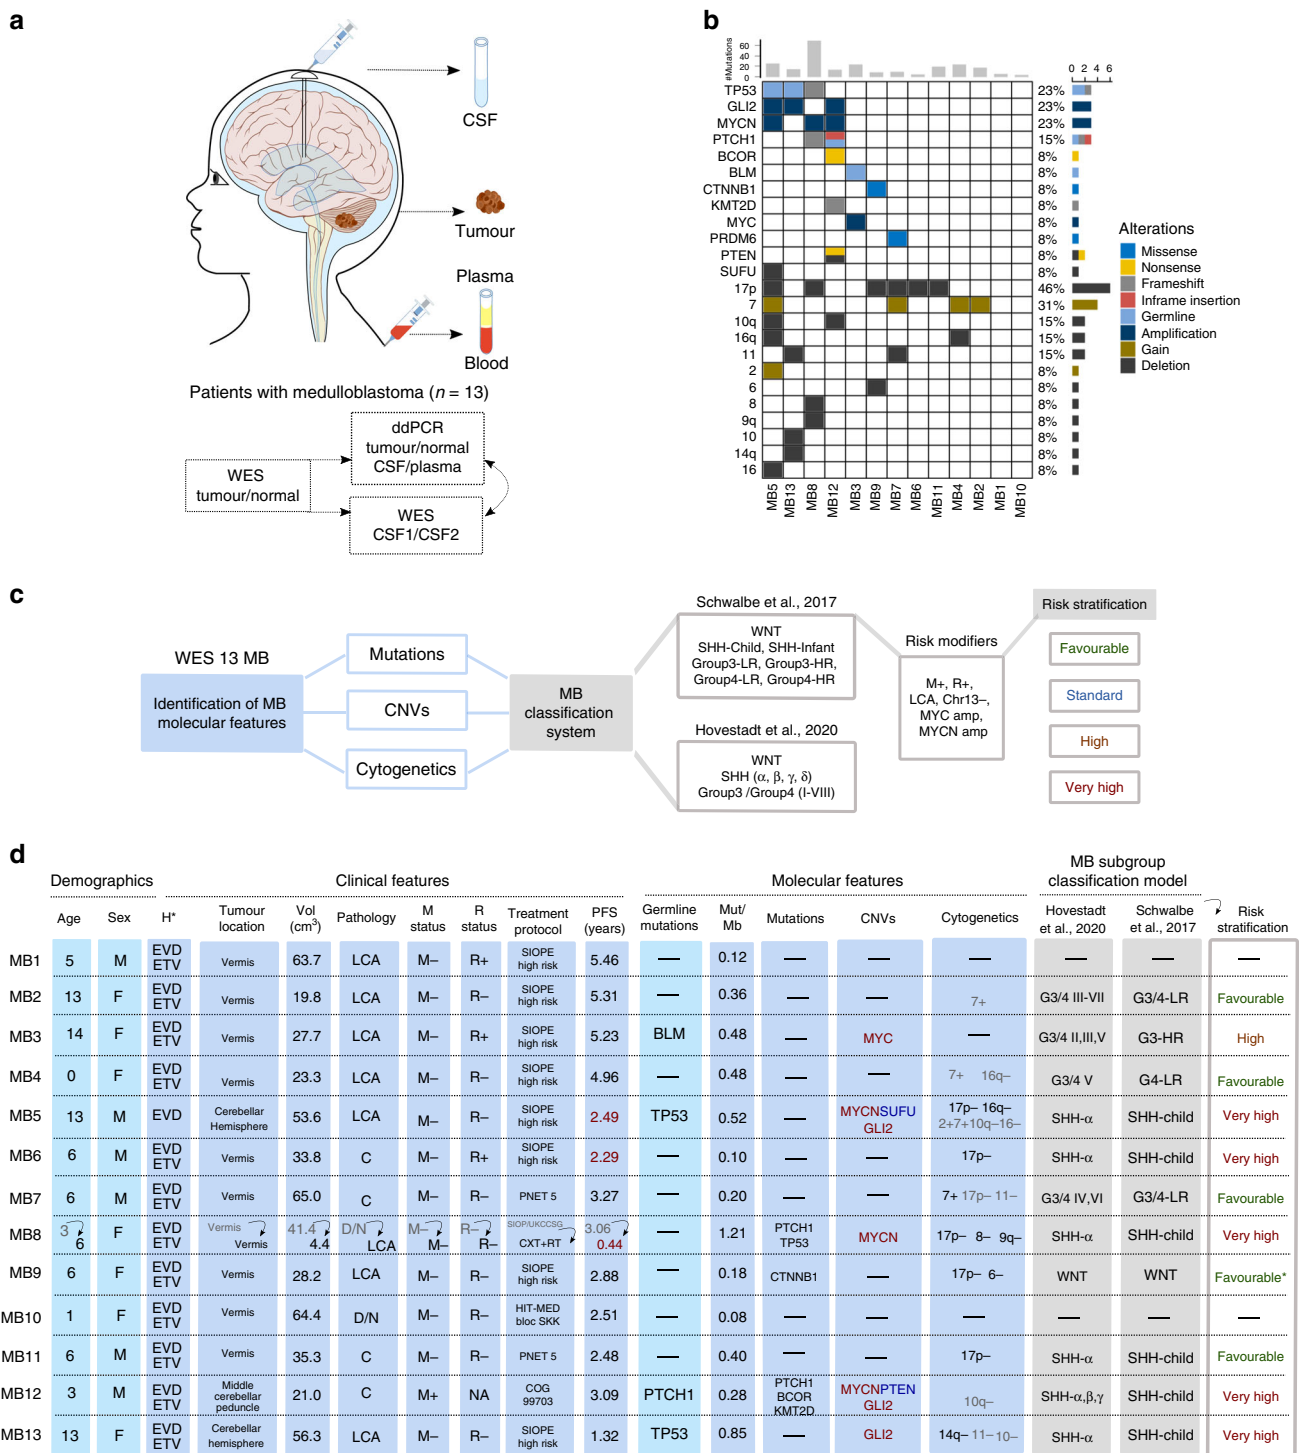 a
CSF
Tumour
Plasma
Blood
Patients with medulloblastoma (n = 13)
WES
tumour/normal
ddPCR
tumour/normal
CSF/plasma
WES
CSF1/CSF2
b
#Mutations
60
40
20
0
0 2 4 6
TP53 23%
GLI2 23%
MYCN 23%
PTCH1 15%
BCOR 8%
BLM 8%
CTNNB1 8%
KMT2D 8%
MYC 8%
PRDM6 8%
PTEN 8%
SUFU 8%
17p 46%
7 31%
10q 15%
16q 15%
11 15%
2 8%
6 8%
8 8%
9q 8%
10 8%
14q 8%
16 8%
MB5 MB13 MB8 MB12 MB3 MB9 MB7 MB6 MB11 MB4 MB2 MB1 MB10
Alterations
Missense
Nonsense
Frameshift
Inframe insertion
Germline
Amplification
Gain
Deletion
c
WES 13 MB
Identification of MB
molecular features
Mutations
CNVs
Cytogenetics
MB
classification
system
Schwalbe et al., 2017
WNT
SHH-Child, SHH-Infant
Group3-LR, Group3-HR,
Group4-LR, Group4-HR
Hovestadt et al., 2020
WNT
SHH (α, β, γ, δ)
Group3 /Group4 (I-VIII)
Risk modifiers
M+, R+,
LCA, Chr13–,
MYC amp,
MYCN amp
Risk stratification
Favourable
Standard
High
Very high
d
Demographics Clinical features Molecular features MB subgroup
classification model
Age Sex H* Tumour
location Vol
(cm3) Pathology M
status R
status Treatment
protocol PFS
(years) Germline
mutations Mut/
Mb Mutations CNVs Cytogenetics Hovestadt
et al., 2020 Schwalbe
et al., 2017 Risk
stratification
MB1 5 M EVD
ETV Vermis 63.7 LCA M– R+ SIOPE
high risk 5.46 — 0.12 — — — — — —
MB2 13 F EVD
ETV Vermis 19.8 LCA M– R– SIOPE
high risk 5.31 — 0.36 — — 7+ G3/4 III-VII G3/4-LR Favourable
MB3 14 F EVD
ETV Vermis 27.7 LCA M– R+ SIOPE
high risk 5.23 BLM 0.48 — MYC — G3/4 II,III,V G3-HR High
MB4 0 F EVD
ETV Vermis 23.3 LCA M– R– SIOPE
high risk 4.96 — 0.48 — — 7+ 16q– G3/4 V G4-LR Favourable
MB5 13 M EVD Cerebellar
Hemisphere 53.6 LCA M– R– SIOPE
high risk 2.49 TP53 0.52 MYCNSUFU
GLI2 17p– 16q–
2+7+10q–16– SHH-α SHH-child Very high
MB6 6 M EVD
ETV Vermis 33.8 C M– R+ SIOPE
high risk 2.29 — 0.10 — — 17p– SHH-α SHH-child Very high
MB7 6 M EVD
ETV Vermis 65.0 C M– R– PNET 5 3.27 — 0.20 — — 7+ 17p– 11– G3/4 IV,VI G3/4-LR Favourable
MB8 3 6 F EVD
ETV Vermis
Vermis 41.4
4.4 D/N
LCA M–
M– R–
R– SIOP/UKCCSG
CXT+RT 3.06
0.44 — 1.21 PTCH1
TP53 MYCN 17p– 8– 9q– SHH-α SHH-child Very high
MB9 6 F EVD
ETV Vermis 28.2 LCA M– R– SIOPE
high risk 2.88 — 0.18 CTNNB1 — 17p– 6– WNT WNT Favourable*
MB10 1 F EVD
ETV Vermis 64.4 D/N M– R– HIT-MED
bloc SKK 2.51 — 0.08 — — — — — —
MB11 6 M EVD
ETV Vermis 35.3 C M– R– PNET 5 2.48 — 0.40 — — 17p– SHH-α SHH-child Favourable
MB12 3 M EVD
ETV Middle
cerebellar
peduncle 21.0 C M+ NA COG
99703 3.09 PTCH1 0.28 PTCH1
BCOR
KMT2D MYCNPTEN
GLI2 10q– SHH-α,β,γ SHH-child Very high
MB13 13 F EVD
ETV Cerebellar
hemisphere 56.3 LCA M– R– SIOPE
high risk 1.32 TP53 0.85 — GLI2 14q– 11– 10– SHH-α SHH-child Very high